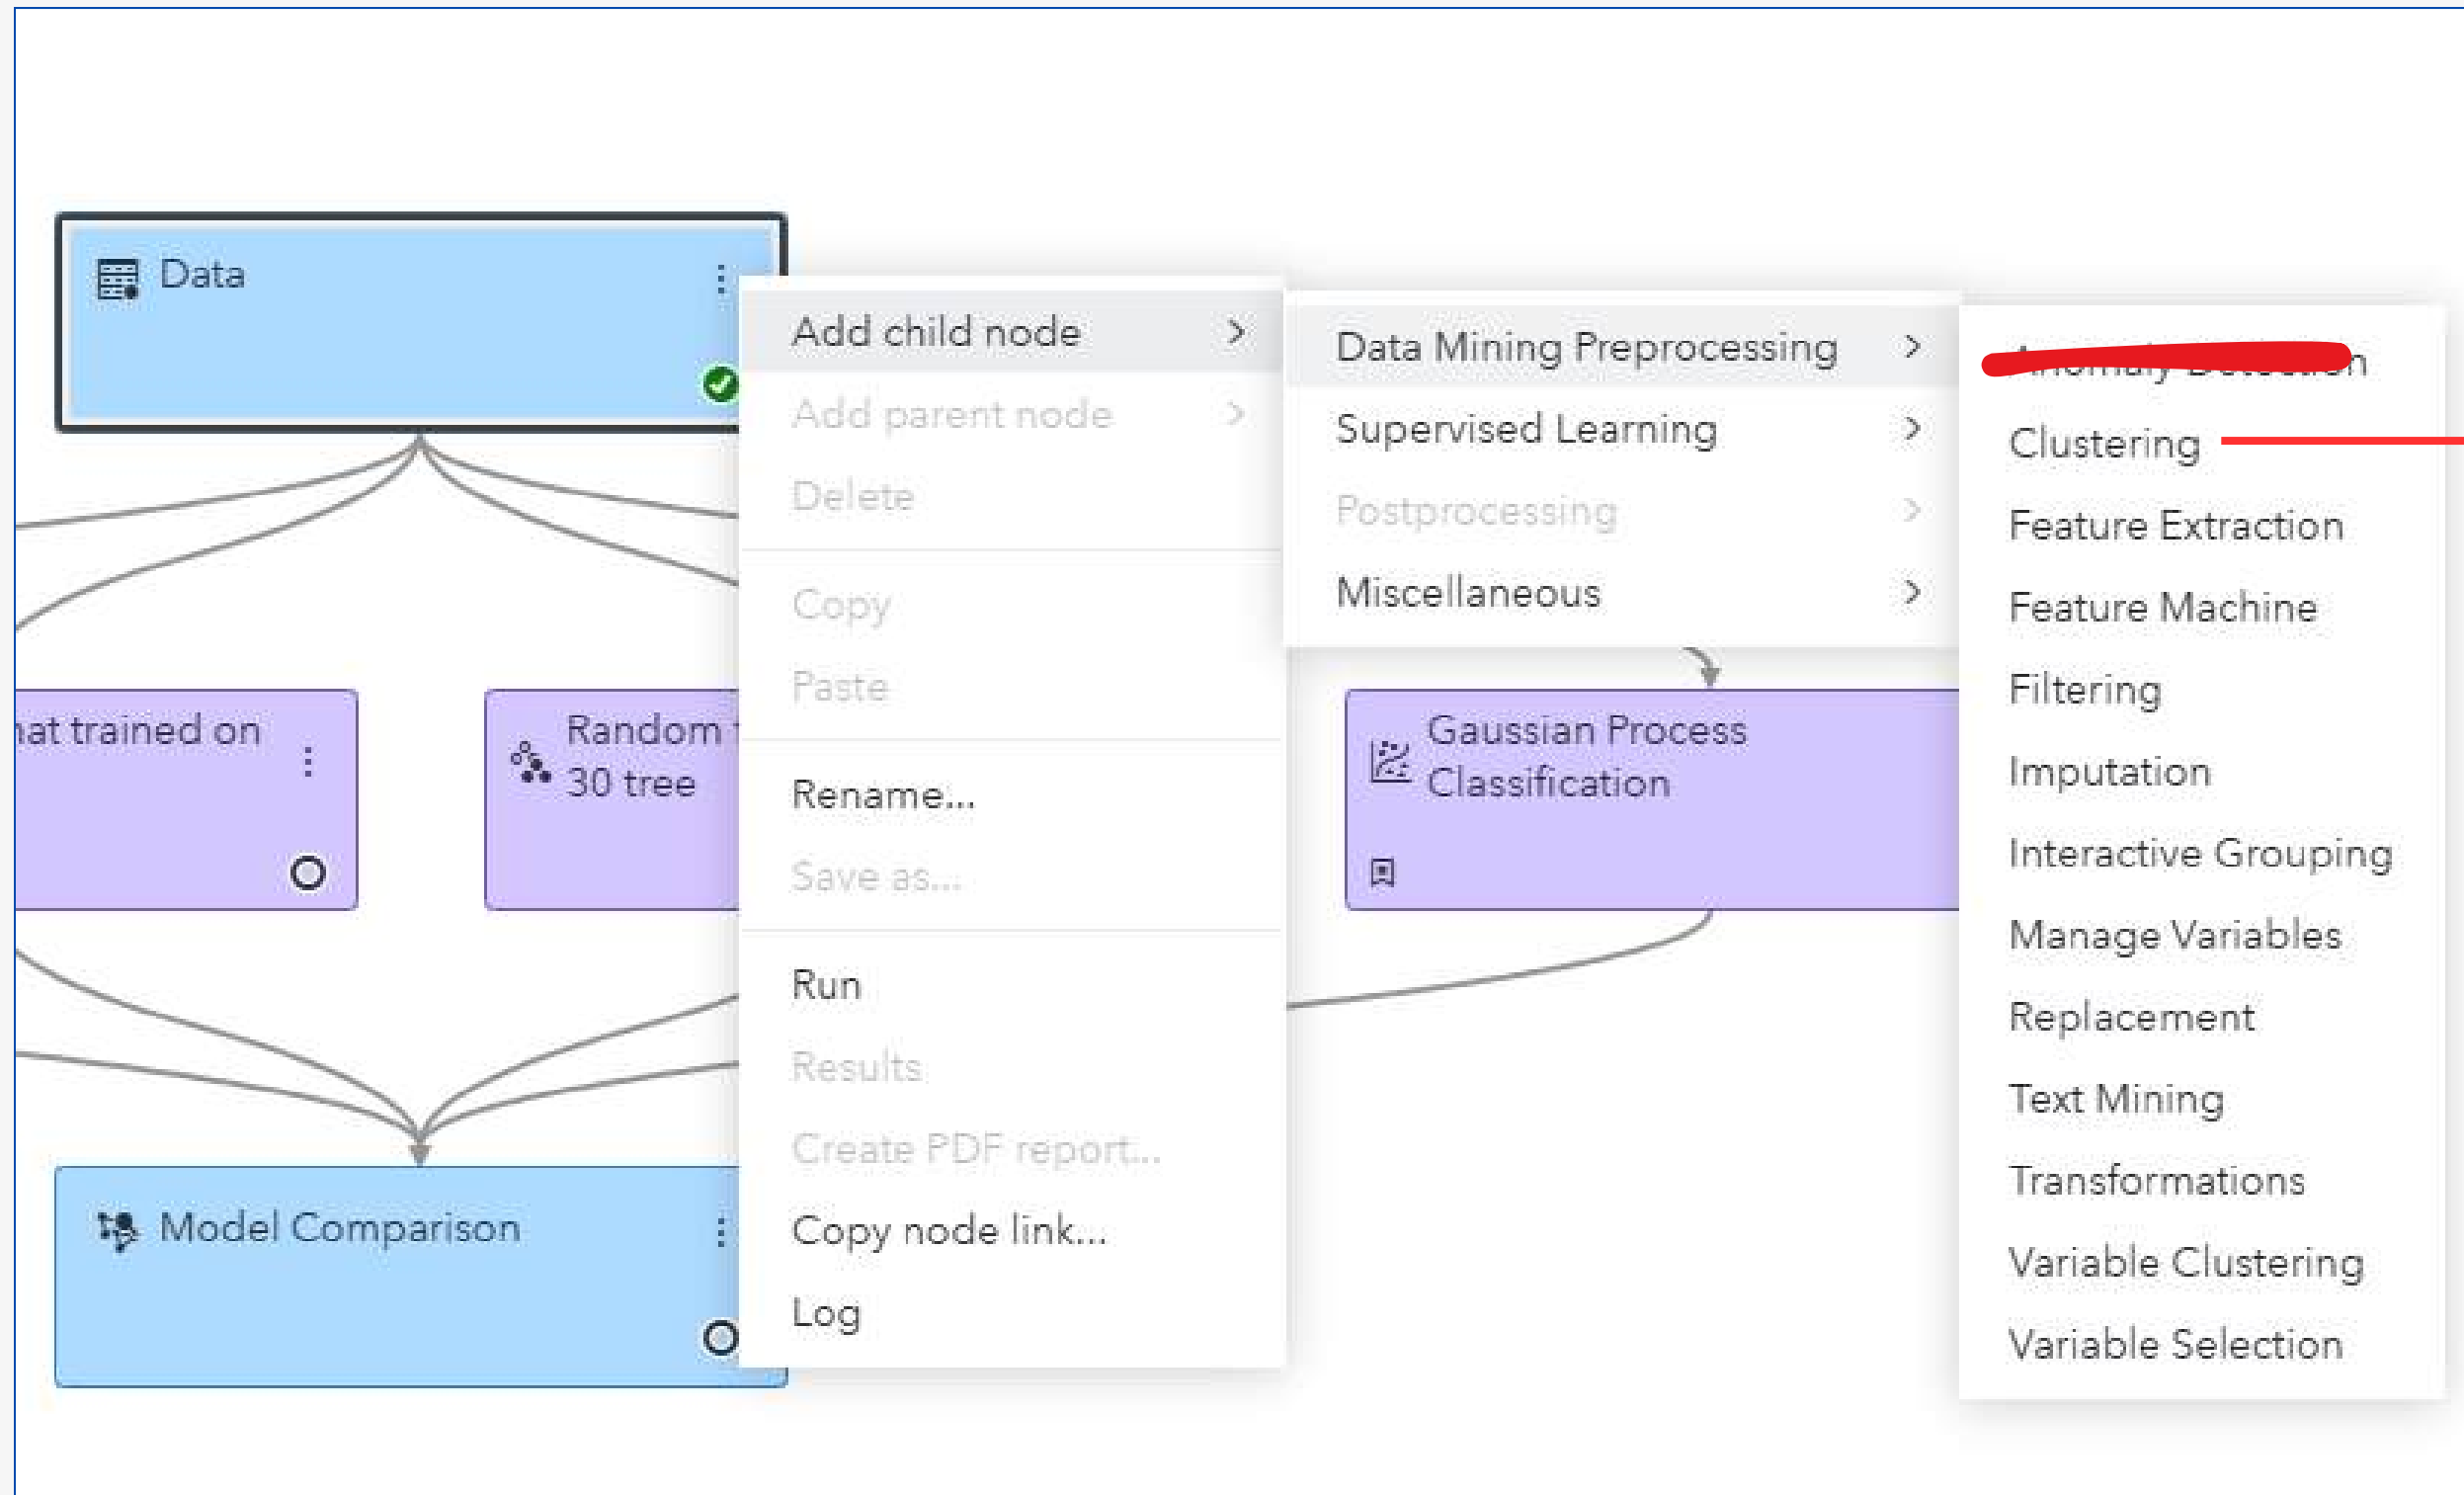 Data
Add child node
Add parent node
Delete
Copy
Paste
Rename...
Save as...
Run
Results
Create PDF report...
Copy node link...
Log
Data Mining Preprocessing
Supervised Learning
Postprocessing
Miscellaneous
Anomaly Detection
Clustering
Feature Extraction
Feature Machine
Filtering
Imputation
Interactive Grouping
Manage Variables
Replacement
Text Mining
Transformations
Variable Clustering
Variable Selection
trained on
Random
30 tree
Gaussian Process
Classification
Model Comparison